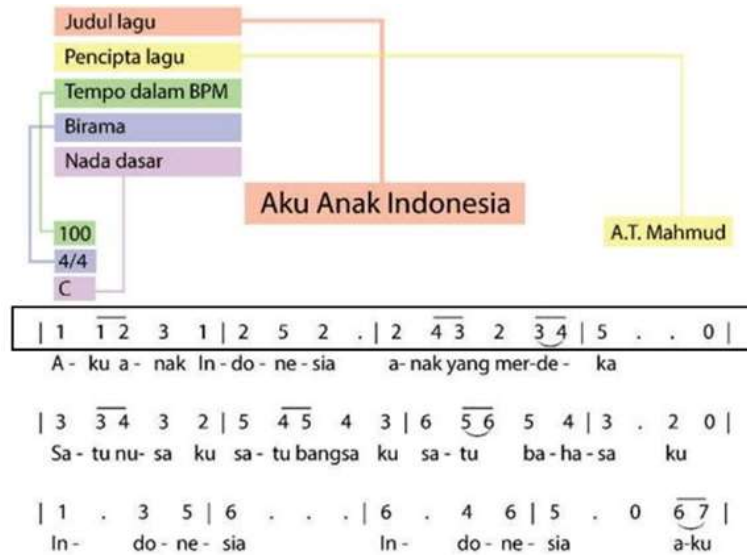 Judul lagu
Pencipta lagu
Tempo dalam BPM
Birama
Nada dasar
Aku Anak Indonesia
A.T. Mahmud
100
4/4
C
| 1 1 2 3 1 | 2 5 2 . | 2 4 3 2 3 4 | 5 . . 0 |
A - ku a - nak In - do - ne - sia a - nak yang mer-de - ka
| 3 3 4 3 2 | 5 4 5 4 3 | 6 5 6 5 4 | 3 . 2 0 |
Sa - tu nu - sa ku sa - tu bangsa ku sa - tu ba - ha - sa ku
| 1 . 3 5 | 6 . . . | 6 . 4 6 | 5 . 0 6 7 |
In - do - ne - sia In - do - ne - sia a-ku